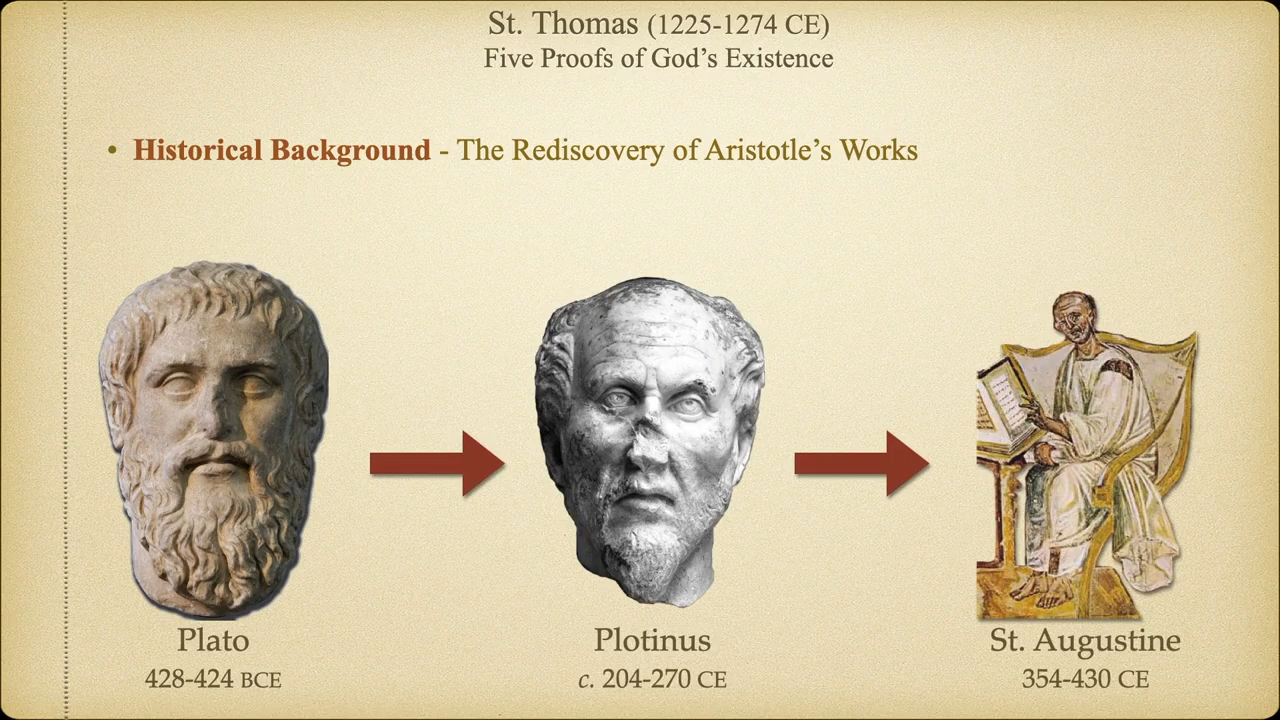 St. Thomas (1225-1274 CE)
Five Proofs of God’s Existence
• Historical Background - The Rediscovery of Aristotle’s Works
Plato
428-424 BCE
Plotinus
c. 204-270 CE
St. Augustine
354-430 CE